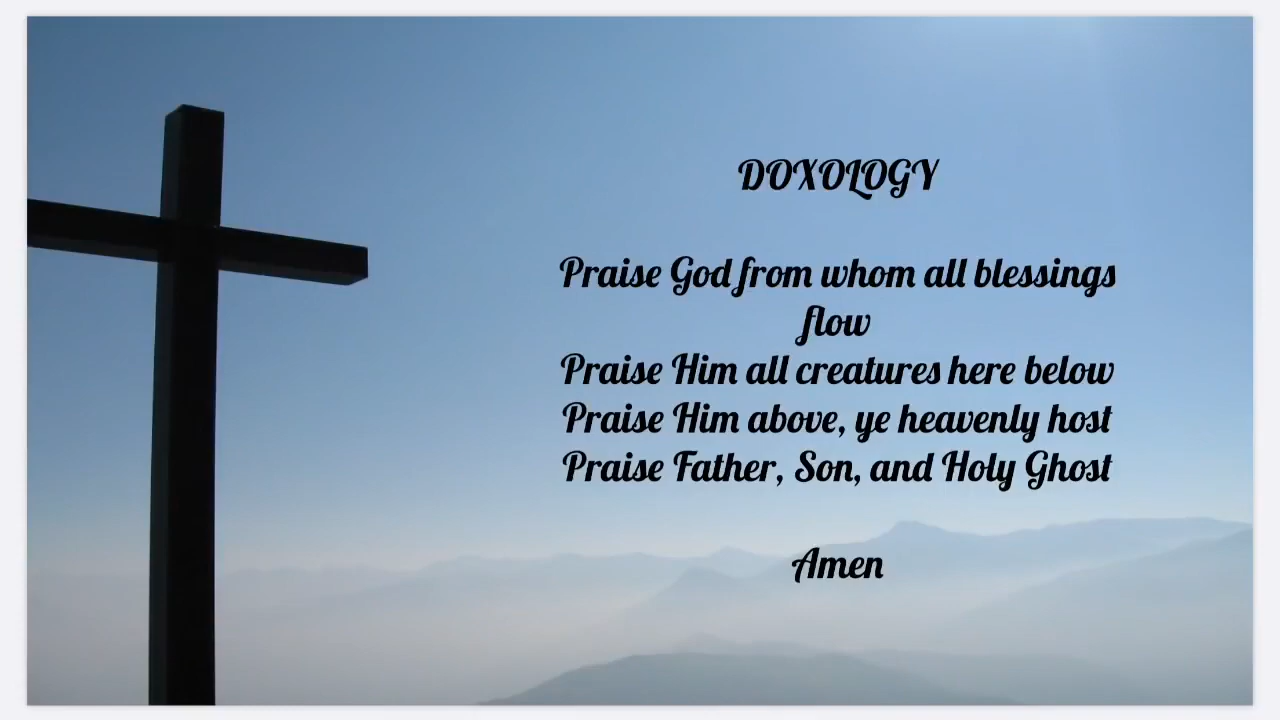 DOXOLOGY
Praise God from whom all blessings
flow
Praise Him all creatures here below
Praise Him above, ye heavenly host
Praise Father, Son, and Holy Ghost
Amen